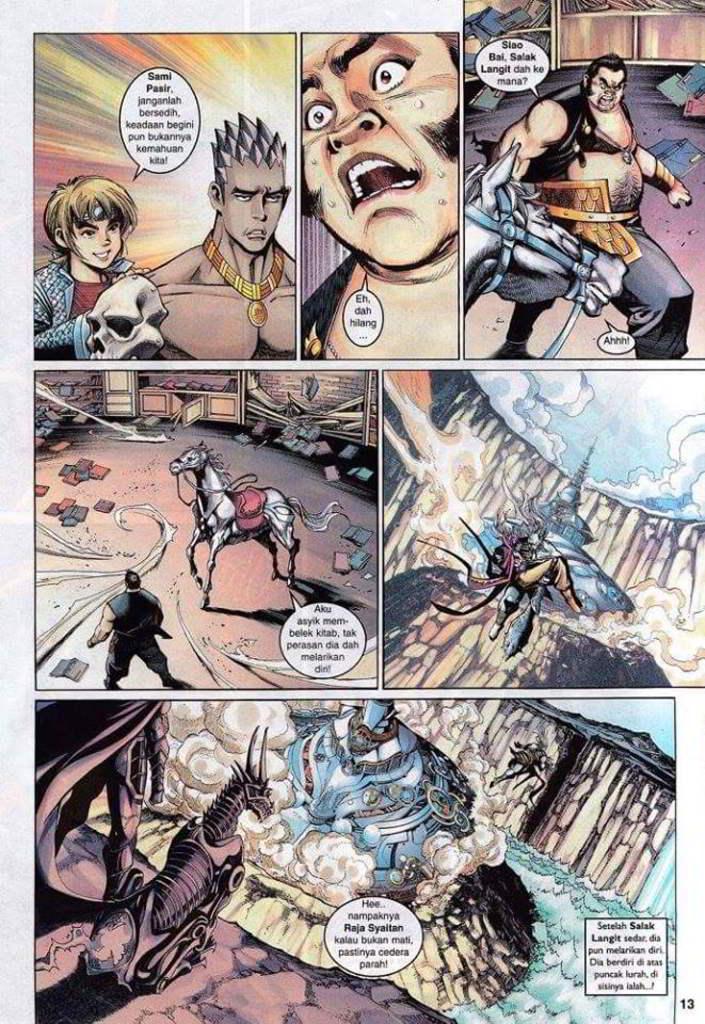 Sami
Pasir,
janganlah
bersedih,
keadaan begini
pun bukannya
kemahuan
kita!
Eh,
dah
hilang
...
Siao
Bai, Salak
Langit dah ke
mana?
Ahhh!
Aku
asyik mem-
belek kitab, tak
perasan dia dah
melarikan
diri!
Hee..
nampaknya
Raja Syaitan
kalau bukan mati,
pastinya cedera
parah!
Setelah Salak
Langit sedar, dia
pun melarikan diri.
Dia berdiri di atas
puncak lurah, di
sisinya ialah...!
13